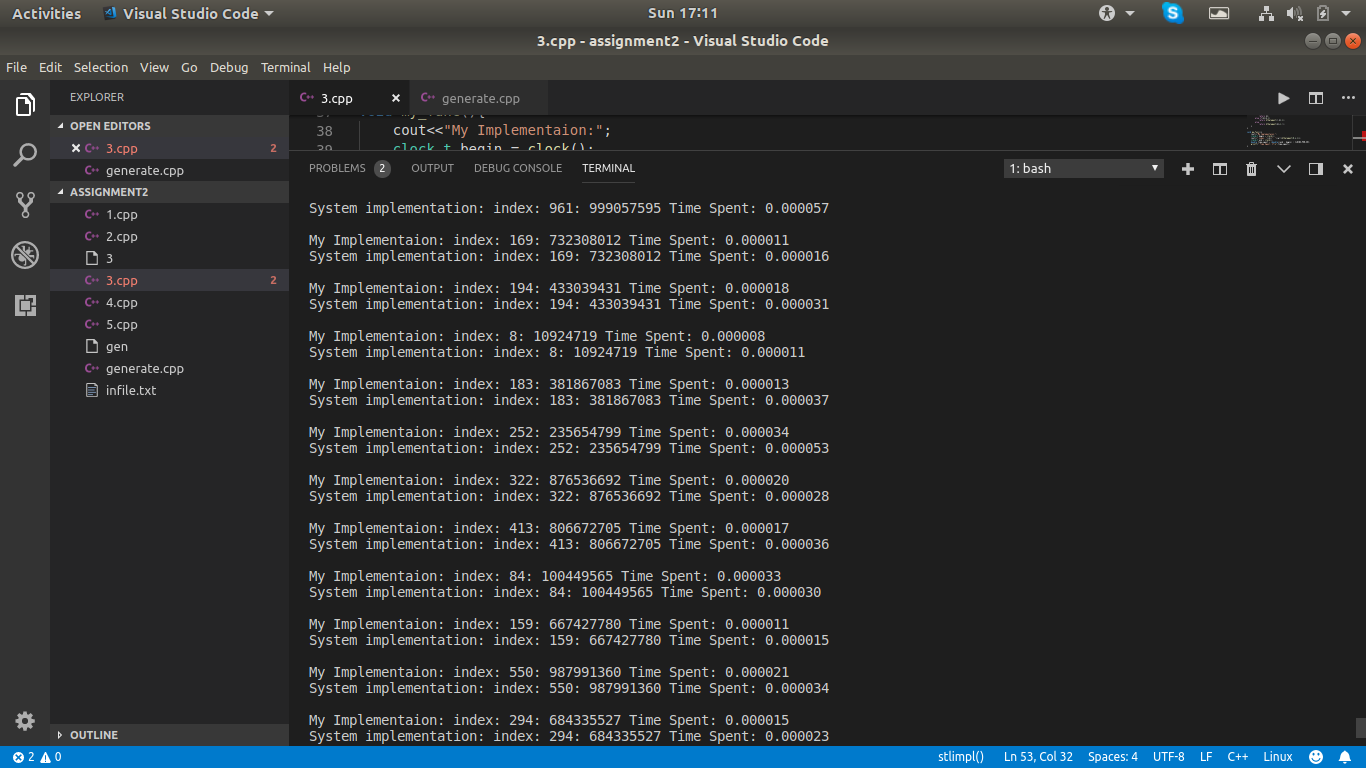 Activities Visual Studio Code Sun 17:11
3.cpp - assignment2 - Visual Studio Code
File Edit Selection View Go Debug Terminal Help
EXPLORER
OPEN EDITORS
3.cpp 2
generate.cpp
ASSIGNMENT2
1.cpp
2.cpp
3
3.cpp 2
4.cpp
5.cpp
gen
generate.cpp
infile.txt
OUTLINE
3.cpp generate.cpp
38 cout<<"My Implementaion:";
39 clock_t begin = clock();
PROBLEMS 2 OUTPUT DEBUG CONSOLE TERMINAL 1: bash
System implementation: index: 961: 999057595 Time Spent: 0.000057
My Implementaion: index: 169: 732308012 Time Spent: 0.000011
System implementation: index: 169: 732308012 Time Spent: 0.000016
My Implementaion: index: 194: 433039431 Time Spent: 0.000018
System implementation: index: 194: 433039431 Time Spent: 0.000031
My Implementaion: index: 8: 10924719 Time Spent: 0.000008
System implementation: index: 8: 10924719 Time Spent: 0.000011
My Implementaion: index: 183: 381867083 Time Spent: 0.000013
System implementation: index: 183: 381867083 Time Spent: 0.000037
My Implementaion: index: 252: 235654799 Time Spent: 0.000034
System implementation: index: 252: 235654799 Time Spent: 0.000053
My Implementaion: index: 322: 876536692 Time Spent: 0.000020
System implementation: index: 322: 876536692 Time Spent: 0.000028
My Implementaion: index: 413: 806672705 Time Spent: 0.000017
System implementation: index: 413: 806672705 Time Spent: 0.000036
My Implementaion: index: 84: 100449565 Time Spent: 0.000033
System implementation: index: 84: 100449565 Time Spent: 0.000030
My Implementaion: index: 159: 667427780 Time Spent: 0.000011
System implementation: index: 159: 667427780 Time Spent: 0.000015
My Implementaion: index: 550: 987991360 Time Spent: 0.000021
System implementation: index: 550: 987991360 Time Spent: 0.000034
My Implementaion: index: 294: 684335527 Time Spent: 0.000015
System implementation: index: 294: 684335527 Time Spent: 0.000023
2 0 stlimpl() Ln 53, Col 32 Spaces: 4 UTF-8 LF C++ Linux